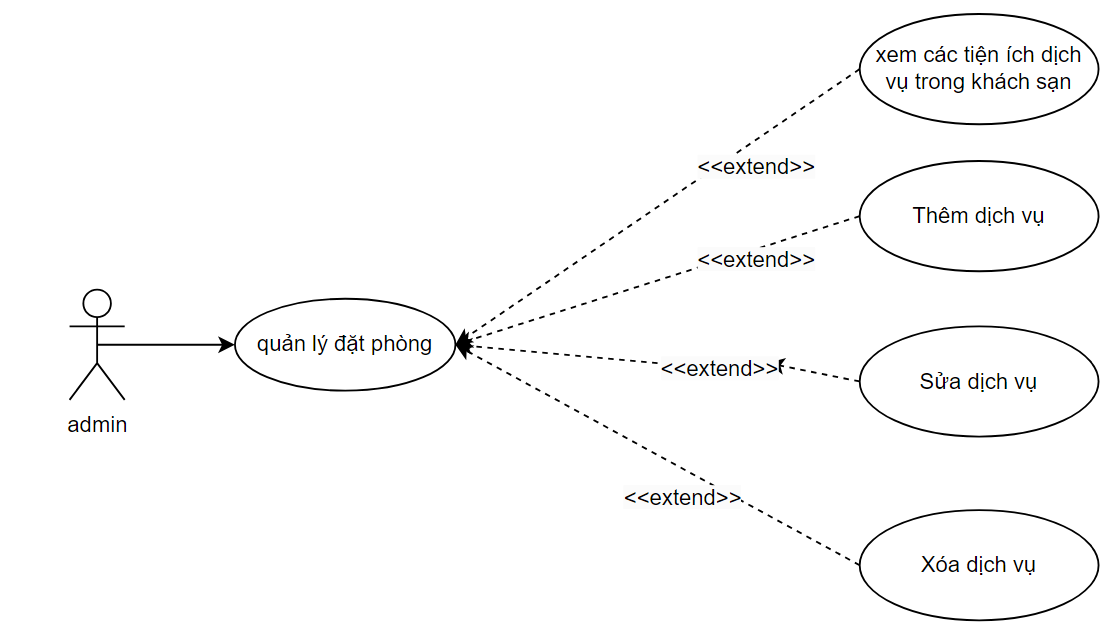 xem các tiện ích dịch
vụ trong khách sạn
<<extend>>
Thêm dịch vụ
<<extend>>
quản lý đặt phòng
<<extend>>
Sửa dịch vụ
admin
<<extend>>
Xóa dịch vụ